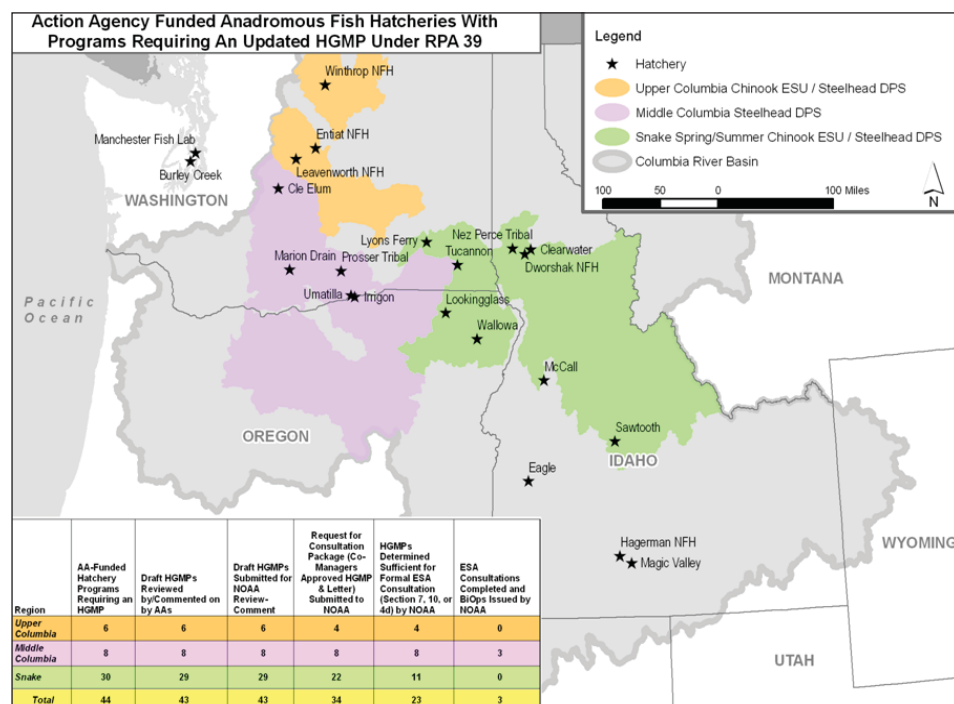 Action Agency Funded Anadromous Fish Hatcheries With
Programs Requiring An Updated HGMP Under RPA 39
Legend
Hatchery
Upper Columbia Chinook ESU / Steelhead DPS
Middle Columbia Steelhead DPS
Snake Spring/Summer Chinook ESU / Steelhead DPS
Columbia River Basin
100 50 0 100 Miles
N
Winthrop NFH
Entiat NFH
Manchester Fish Lab
Burley Creek
Leavenworth NFH
Cle Elum
WASHINGTON
Lyons Ferry
Nez Perce Tribal
Clearwater
Tucannon
Dworshak NFH
Marion Drain
Prosser Tribal
MONTANA
Umatilla
Irrigon
Pacific
Ocean
Lookingglass
Wallowa
McCall
OREGON
Sawtooth
IDAHO
Eagle
Hagerman NFH
Magic Valley
WYOMING
UTAH
Region
AA-Funded
Hatchery
Programs
Requiring an
HGMP
Draft HGMPs
Reviewed
by/Commented on
by AAs
Draft HGMPs
Submitted for
NOAA
Review-
Comment
Request for
Consultation
Package (Co-
Managers
Approved HGMP
& Letter)
Submitted to
NOAA
HGMPs
Determined
Sufficient for
Formal ESA
Consultation
(Section 7, 10, or
4d) by NOAA
ESA
Consultations
Completed and
BiOps Issued by
NOAA
Upper
Columbia
6 6 6 4 4 0
Middle
Columbia
8 8 8 8 8 3
Snake 30 29 29 22 11 0
Total 44 43 43 34 23 3